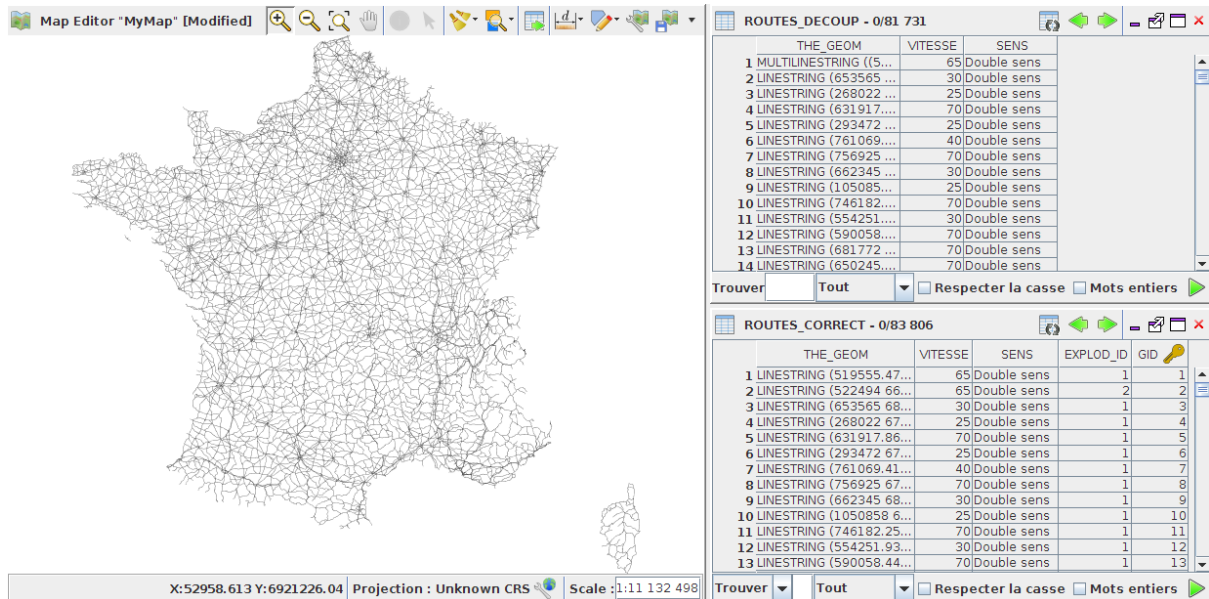 Map Editor "MyMap" [Modified]
X:52958.613 Y:6921226.04 Projection : Unknown CRS Scale : 1:11 132 498
ROUTES_DECOUP - 0/81 731
THE_GEOM VITESSE SENS
1 MULTILINESTRING ((5... 65 Double sens
2 LINESTRING (653565 ... 30 Double sens
3 LINESTRING (268022 ... 25 Double sens
4 LINESTRING (631917.... 70 Double sens
5 LINESTRING (293472 ... 25 Double sens
6 LINESTRING (761069.... 40 Double sens
7 LINESTRING (756925 ... 70 Double sens
8 LINESTRING (662345 ... 30 Double sens
9 LINESTRING (105085... 25 Double sens
10 LINESTRING (746182.... 70 Double sens
11 LINESTRING (554251.... 30 Double sens
12 LINESTRING (590058.... 70 Double sens
13 LINESTRING (681772 ... 70 Double sens
14 LINESTRING (650245.... 70 Double sens
Trouver Tout Respecter la casse Mots entiers
ROUTES_CORRECT - 0/83 806
THE_GEOM VITESSE SENS EXPLOD_ID GID
1 LINESTRING (519555.47... 65 Double sens 1 1
2 LINESTRING (522494 66... 65 Double sens 2 2
3 LINESTRING (653565 68... 30 Double sens 1 3
4 LINESTRING (268022 67... 25 Double sens 1 4
5 LINESTRING (631917.86... 70 Double sens 1 5
6 LINESTRING (293472 67... 25 Double sens 1 6
7 LINESTRING (761069.41... 40 Double sens 1 7
8 LINESTRING (756925 67... 70 Double sens 1 8
9 LINESTRING (662345 68... 30 Double sens 1 9
10 LINESTRING (1050858 6... 25 Double sens 1 10
11 LINESTRING (746182.25... 70 Double sens 1 11
12 LINESTRING (554251.93... 30 Double sens 1 12
13 LINESTRING (590058.44... 70 Double sens 1 13
Trouver Tout Respecter la casse Mots entiers